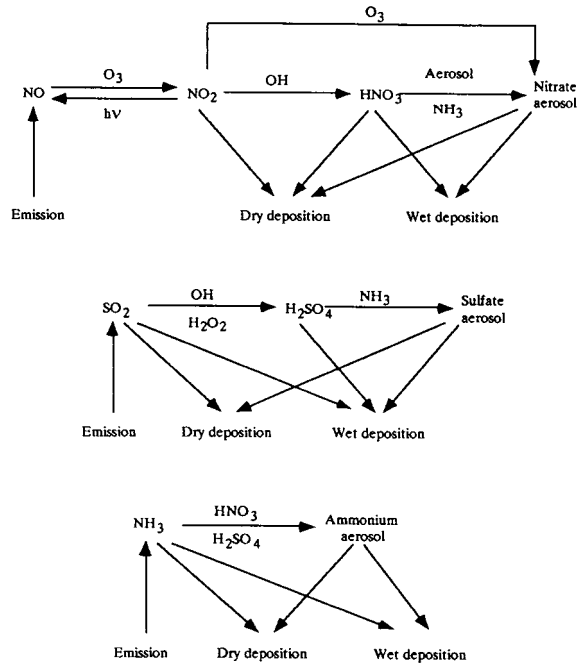 O3
O3
OH
Aerosol
Nitrate
aerosol
NO
NO2
HNO3
hν
NH3
Emission
Dry deposition
Wet deposition
OH
NH3
Sulfate
aerosol
SO2
H2SO4
H2O2
Emission
Dry deposition
Wet deposition
HNO3
Ammonium
aerosol
NH3
H2SO4
Emission
Dry deposition
Wet deposition